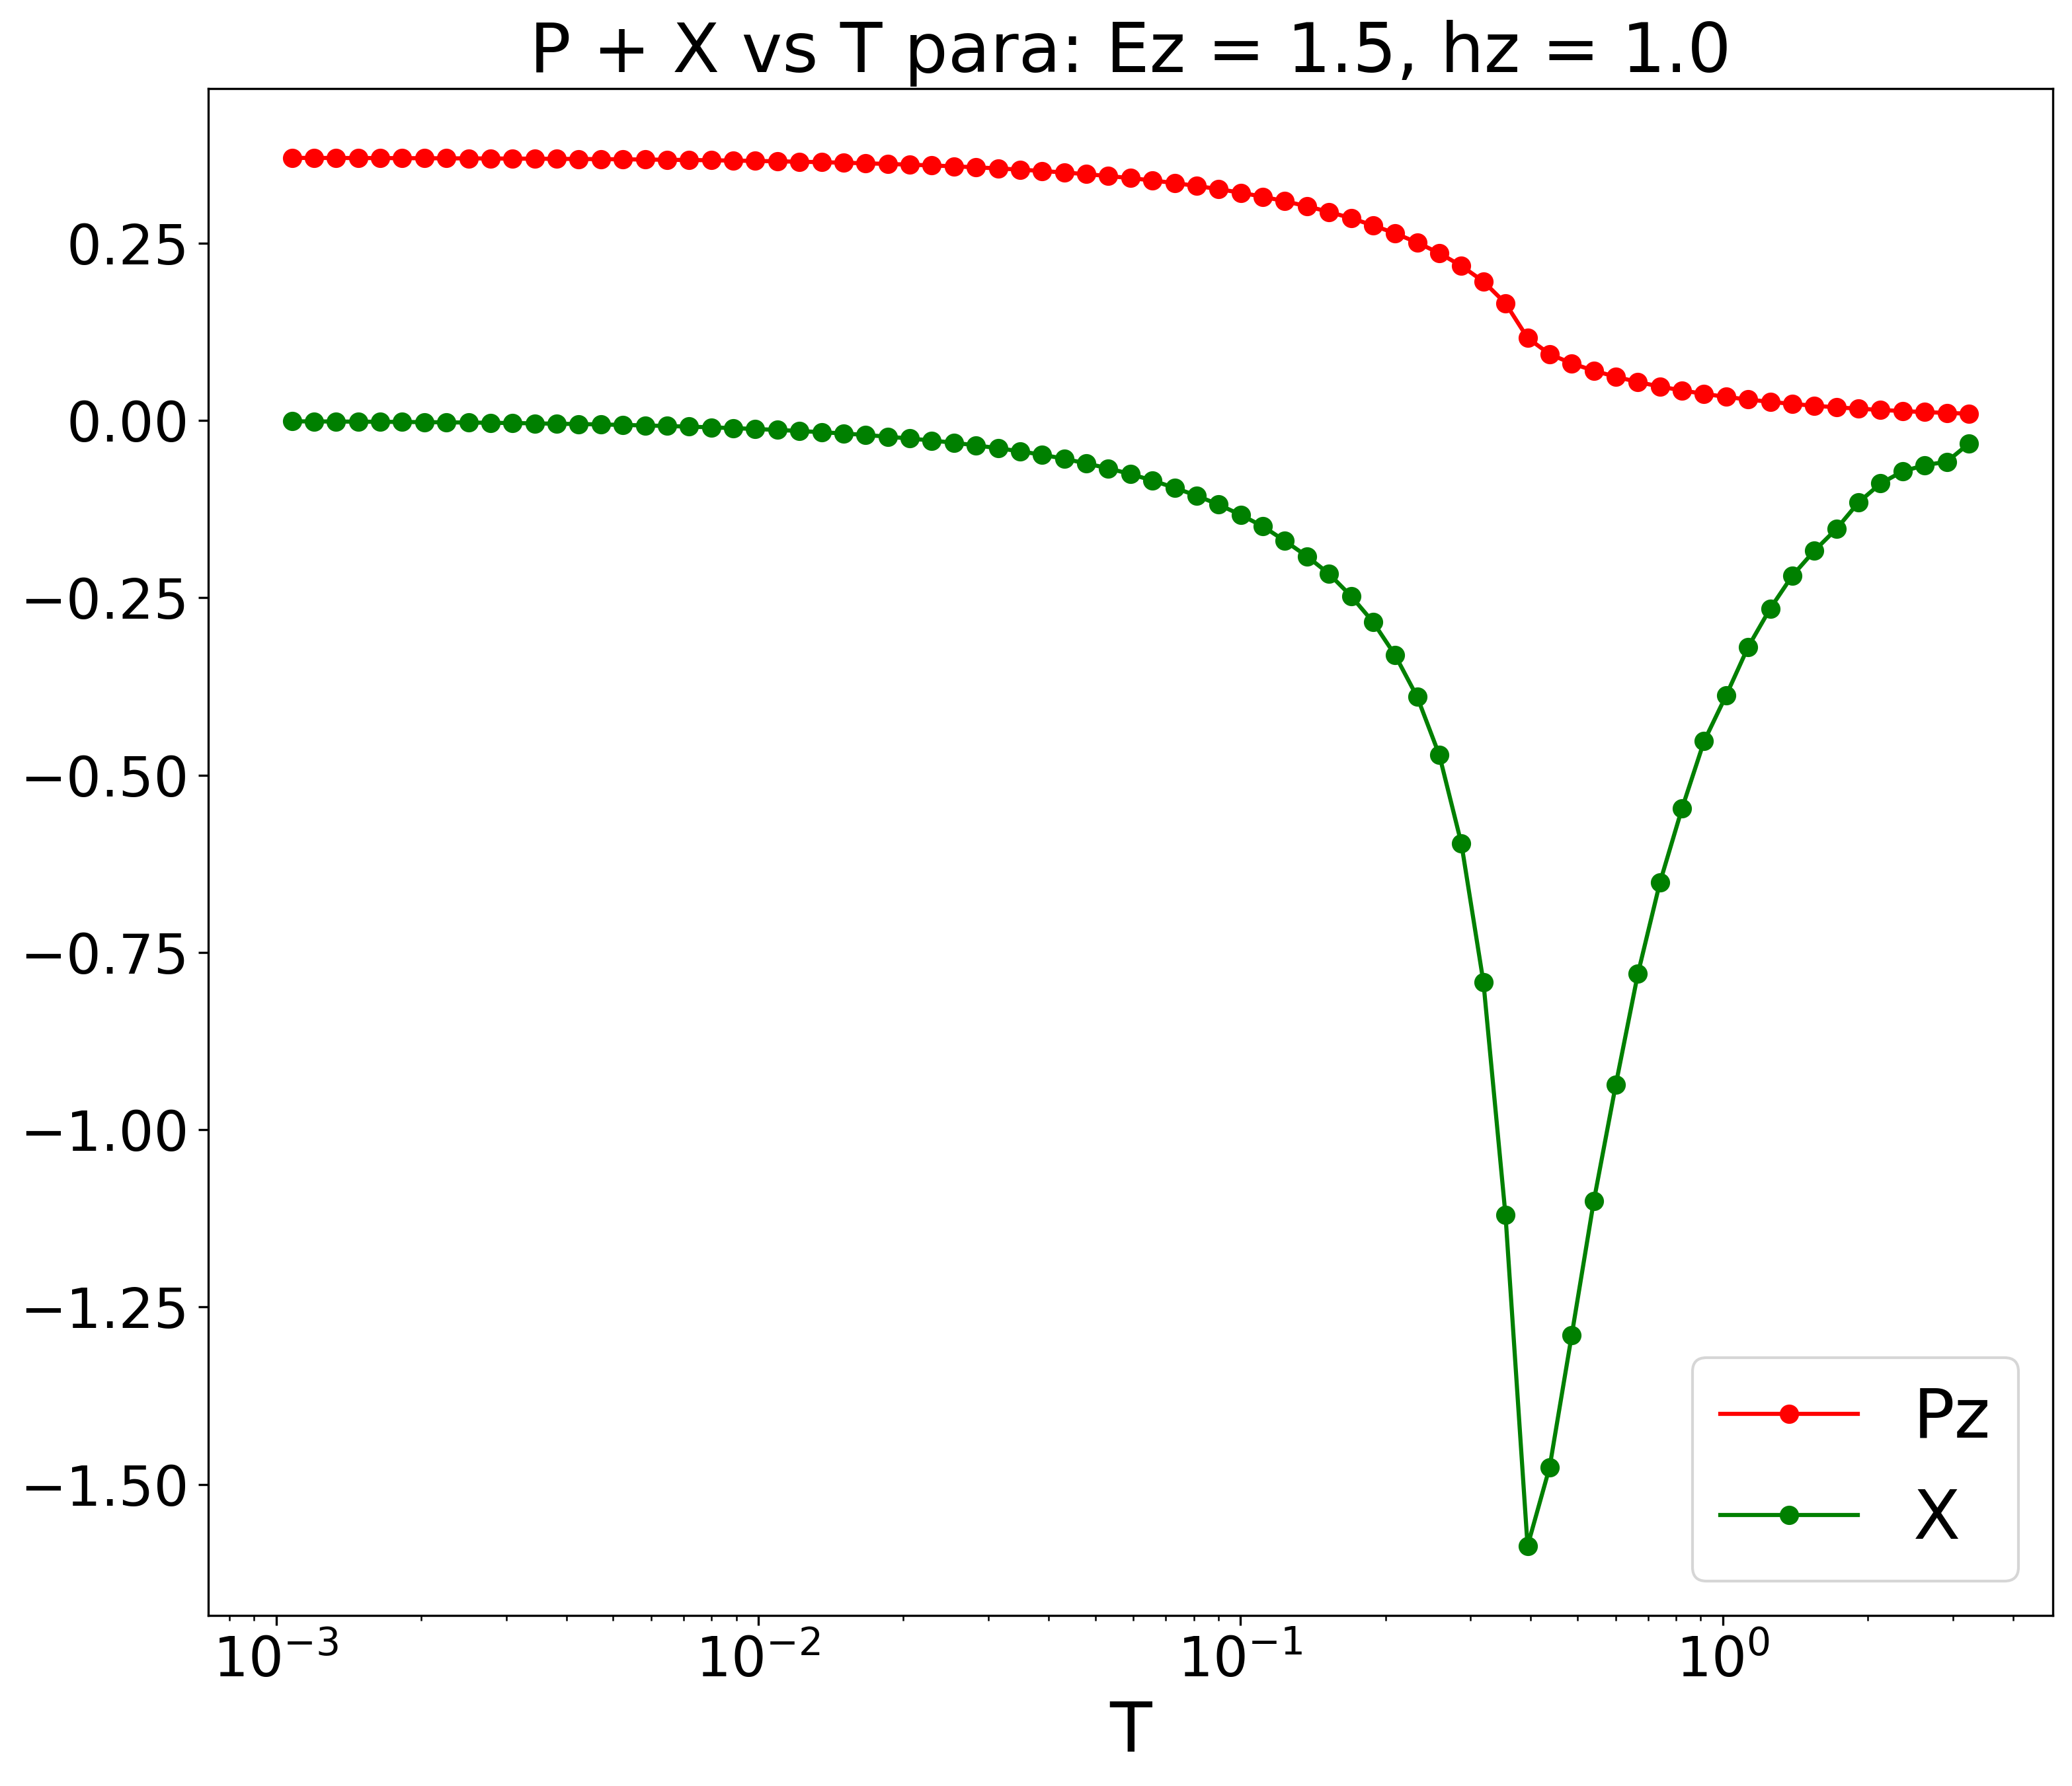 P + X vs T para: Ez = 1.5, hz = 1.0
0.25
0.00
−0.25
−0.50
−0.75
−1.00
−1.25
−1.50
Pz
X
10⁻³ 10⁻² 10⁻¹ 10⁰
T